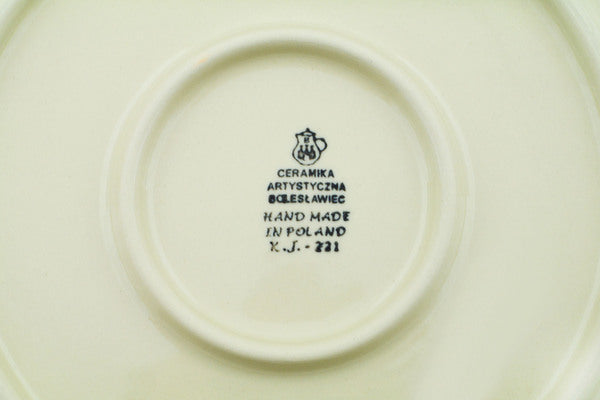 CERAMIKA
ARTYSTYCZNA
BOLESŁAWIEC
HAND MADE
IN POLAND
K.J.-221